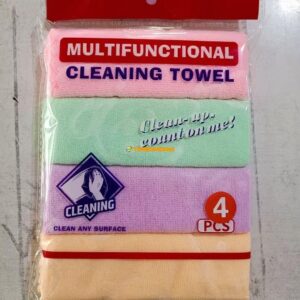 MULTIFUNCTIONAL
CLEANING TOWEL
Clean-up,
count on me!
CLEANING
CLEAN ANY SURFACE
4
PCS